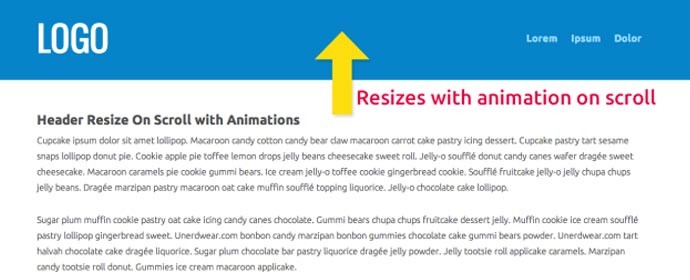 LOGO
Lorem Ipsum Dolor
Resizes with animation on scroll
Header Resize On Scroll with Animations
Cupcake ipsum dolor sit amet lollipop. Macaroon candy cotton candy bear claw macaroon carrot cake pastry icing dessert. Cupcake pastry tart sesame
snaps lollipop donut pie. Cookie apple pie toffee lemon drops jelly beans cheesecake sweet roll. Jelly-o soufflé donut candy canes wafer dragée sweet
cheesecake. Macaroon caramels pie cookie gummi bears. Ice cream jelly-o toffee cookie gingerbread cookie. Soufflé fruitcake jelly-o jelly chupa chups
jelly beans. Dragée marzipan pastry macaroon oat cake muffin soufflé topping liquorice. Jelly-o chocolate cake lollipop.
Sugar plum muffin cookie pastry oat cake icing candy canes chocolate. Gummi bears chupa chups fruitcake dessert jelly. Muffin cookie ice cream soufflé
pastry lollipop gingerbread sweet. Unerdwear.com bonbon candy marzipan bonbon gummies chocolate cake gummi bears powder. Unerdwear.com tart
halvah chocolate cake dragée liquorice. Sugar plum chocolate bar pastry liquorice dragée jelly powder. Jelly tootsie roll applicake caramels. Marzipan
candy tootsie roll donut. Gummies ice cream macaroon applicake.